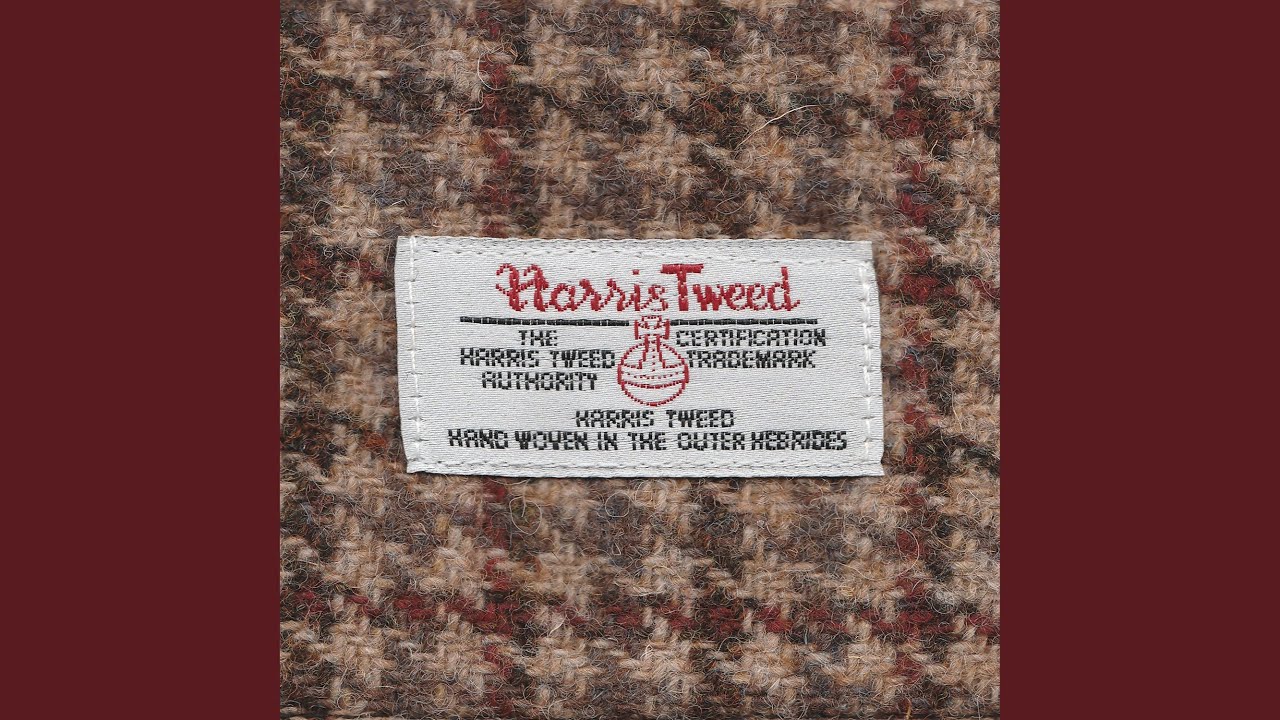 Harris Tweed
THE CERTIFICATION
HARRIS TWEED TRADEMARK
AUTHORITY
HARRIS TWEED
HAND WOVEN IN THE OUTER HEBRIDES